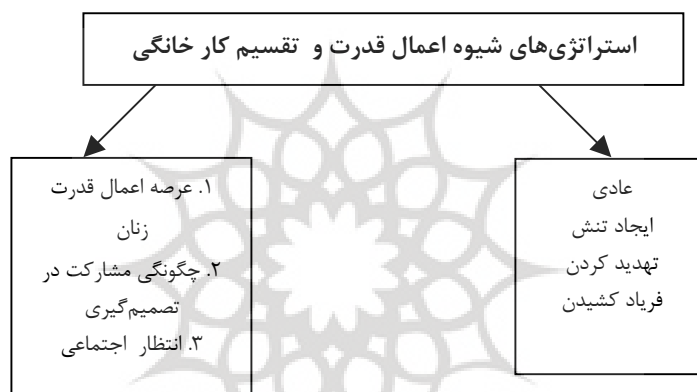 استراتژی‌های شیوه اعمال قدرت و تقسیم کار خانگی
عادی
ایجاد تنش
تهدید کردن
فریاد کشیدن
۱. عرصه اعمال قدرت
زنان
۲. چگونگی مشارکت در
تصمیم‌گیری
۳. انتظار اجتماعی